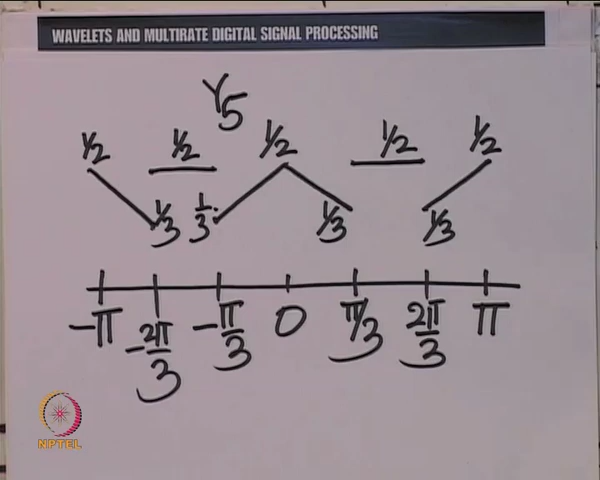 WAVELETS AND MULTIRATE DIGITAL SIGNAL PROCESSING
Y5
1/2 1/2 1/2 1/2 1/2
1/3 1/3 1/3 1/3
-π -2π/3 -π/3 0 π/3 2π/3 π
NPTEL